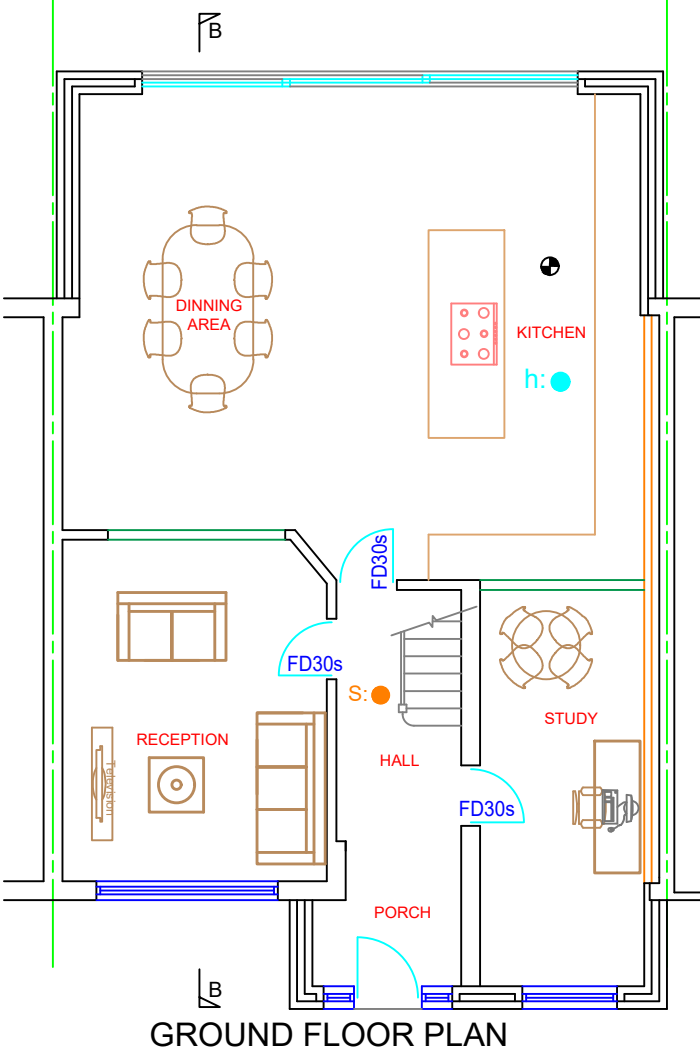 B
DINNING
AREA
KITCHEN
h:
FD30s
FD30s
S:
STUDY
RECEPTION
Television
HALL
FD30s
PORCH
B
GROUND FLOOR PLAN